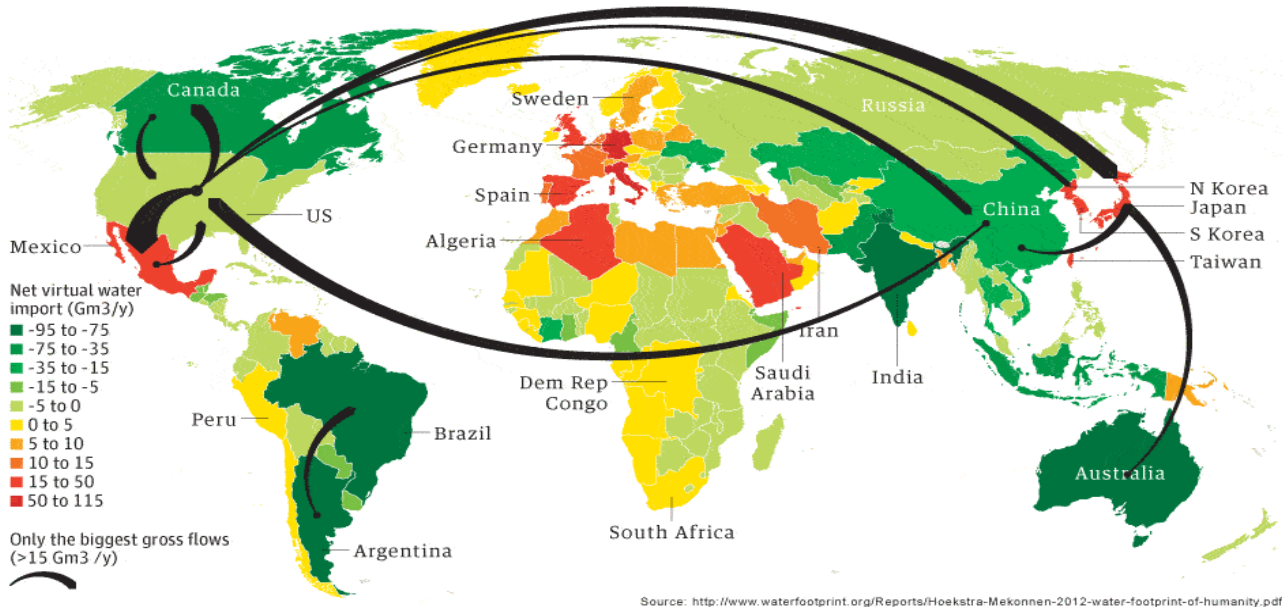 Canada
Sweden
Russia
Germany
Spain
US
China
N Korea
Japan
S Korea
Mexico
Algeria
Taiwan
Net virtual water
import (Gm3/y)
-95 to -75
-75 to -35
-35 to -15
-15 to -5
-5 to 0
0 to 5
5 to 10
10 to 15
15 to 50
50 to 115
Iran
Saudi
Arabia
India
Dem Rep
Congo
Peru
Brazil
Australia
South Africa
Argentina
Only the biggest gross flows
(>15 Gm3 /y)
Source: http://www.waterfootprint.org/Reports/Hoekstra-Mekonnen-2012-water-footprint-of-humanity.pdf